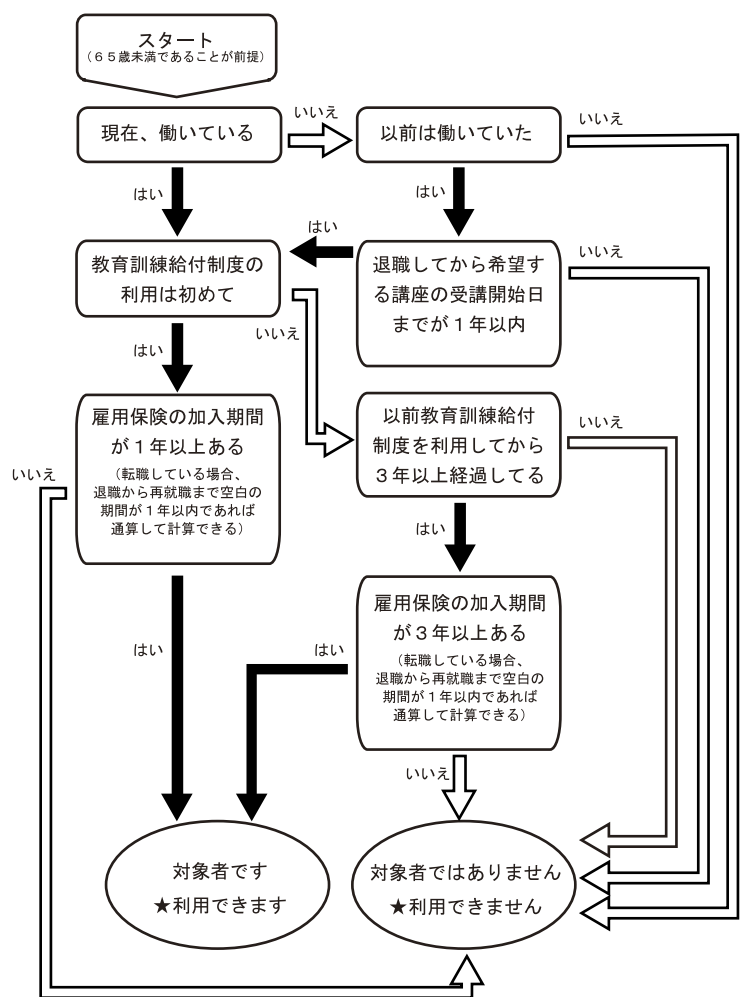 スタート
(６５歳未満であることが前提)
現在、働いている
いいえ
以前は働いていた
いいえ
はい
はい
教育訓練給付制度の
利用は初めて
はい
退職してから希望す
る講座の受講開始日
までが１年以内
いいえ
はい
いいえ
雇用保険の加入期間
が１年以上ある
(転職している場合、
退職から再就職まで空白の
期間が１年以内であれば
通算して計算できる)
いいえ
以前教育訓練給付
制度を利用してから
３年以上経過してる
いいえ
はい
はい
雇用保険の加入期間
が３年以上ある
(転職している場合、
退職から再就職まで空白の
期間が１年以内であれば
通算して計算できる)
はい
いいえ
対象者です
★利用できます
対象者ではありません
★利用できません